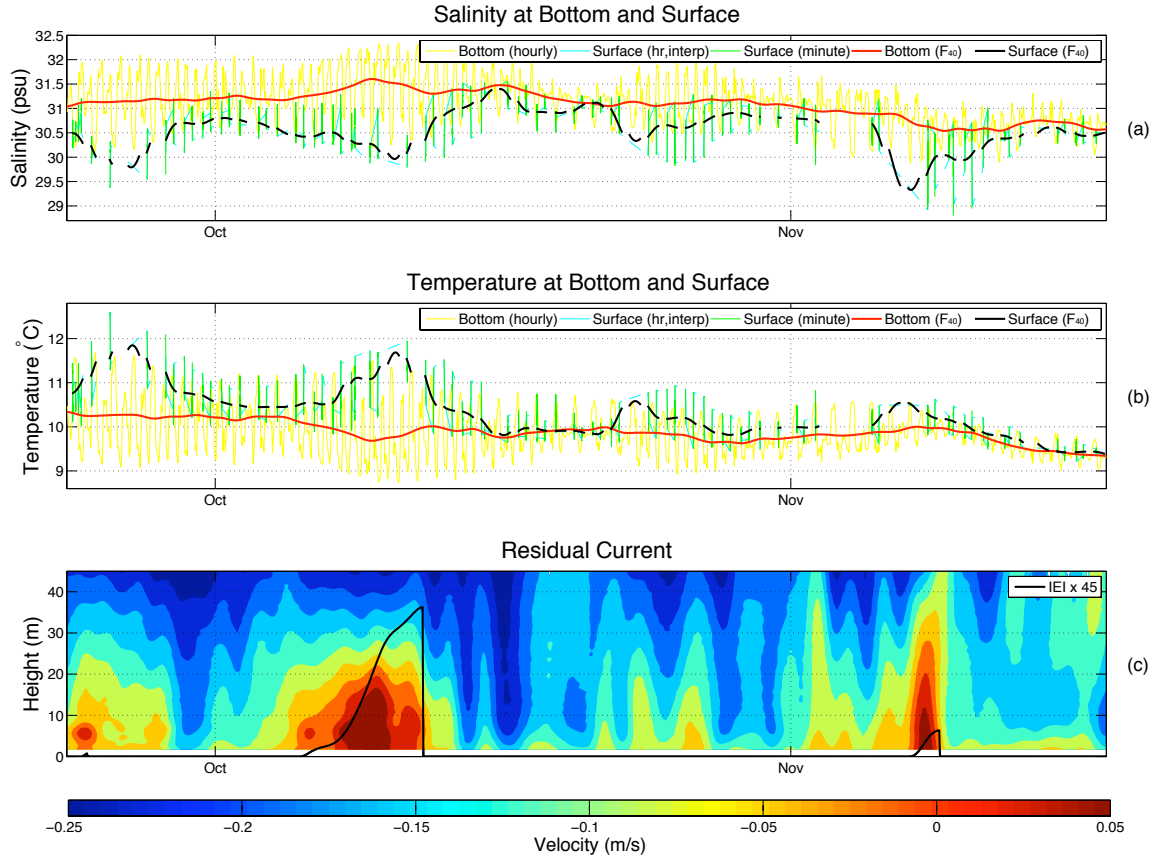 Salinity at Bottom and Surface
32.5
32
31.5
31
30.5
30
29.5
29
Salinity (psu)
Bottom (hourly) Surface (hr,interp) Surface (minute) Bottom (F₄₀) Surface (F₄₀)
(a)
Oct Nov
Temperature at Bottom and Surface
12
11
10
9
Temperature (°C)
Bottom (hourly) Surface (hr,interp) Surface (minute) Bottom (F₄₀) Surface (F₄₀)
(b)
Oct Nov
Residual Current
40
30
20
10
0
Height (m)
IEI x 45
(c)
Oct Nov
−0.25 −0.2 −0.15 −0.1 −0.05 0 0.05
Velocity (m/s)